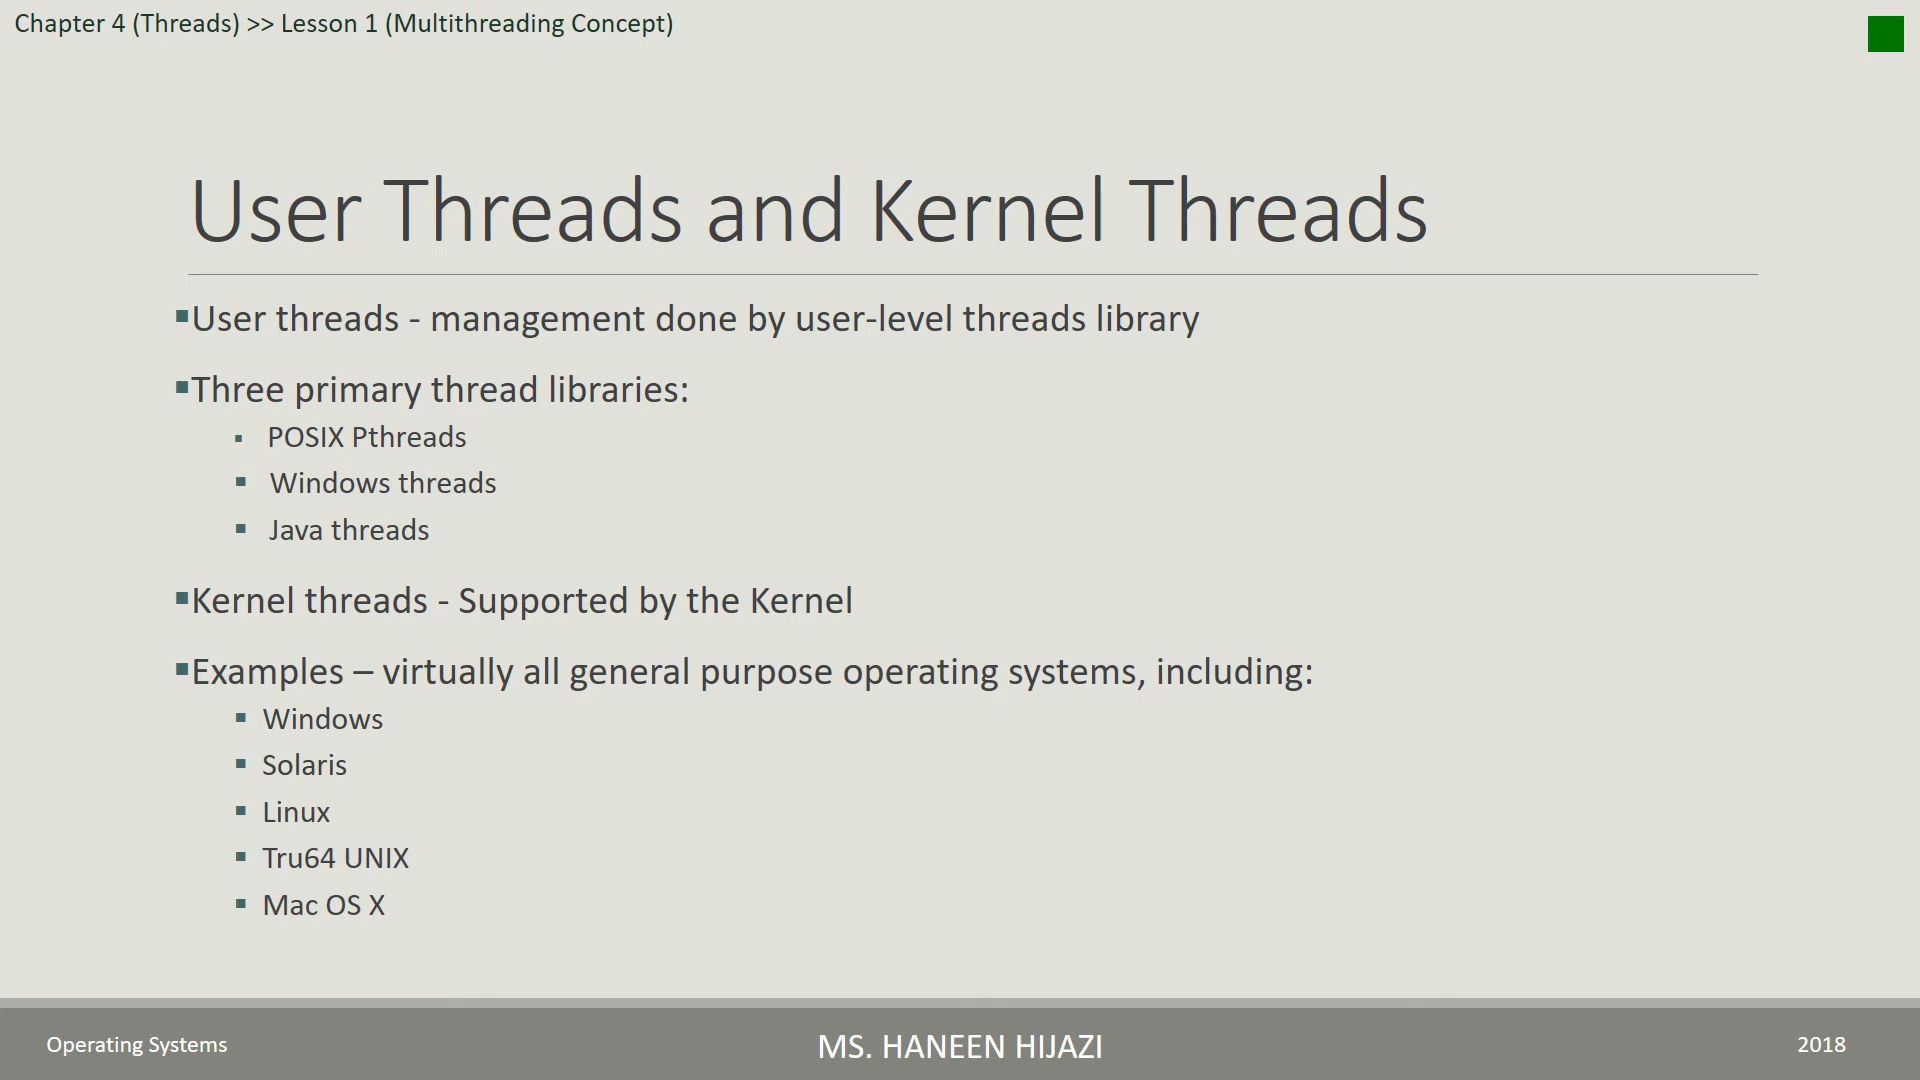 Chapter 4 (Threads) >> Lesson 1 (Multithreading Concept)
User Threads and Kernel Threads
▪User threads - management done by user-level threads library
▪Three primary thread libraries:
▪ POSIX Pthreads
▪ Windows threads
▪ Java threads
▪Kernel threads - Supported by the Kernel
▪Examples – virtually all general purpose operating systems, including:
▪ Windows
▪ Solaris
▪ Linux
▪ Tru64 UNIX
▪ Mac OS X
Operating Systems
MS. HANEEN HIJAZI
2018